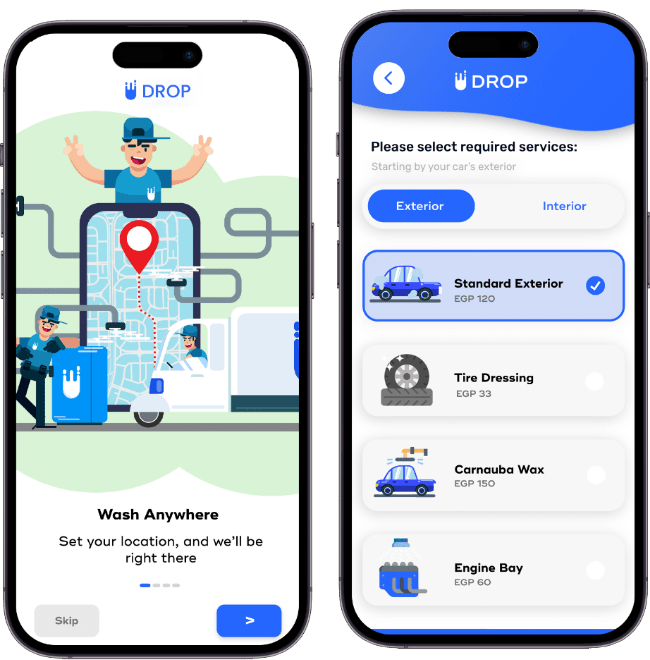 DROP
Wash Anywhere
Set your location, and we'll be
right there
Skip
>
DROP
Please select required services:
Starting by your car's exterior
Exterior
Interior
Standard Exterior
EGP 120
Tire Dressing
EGP 33
Carnauba Wax
EGP 150
Engine Bay
EGP 60